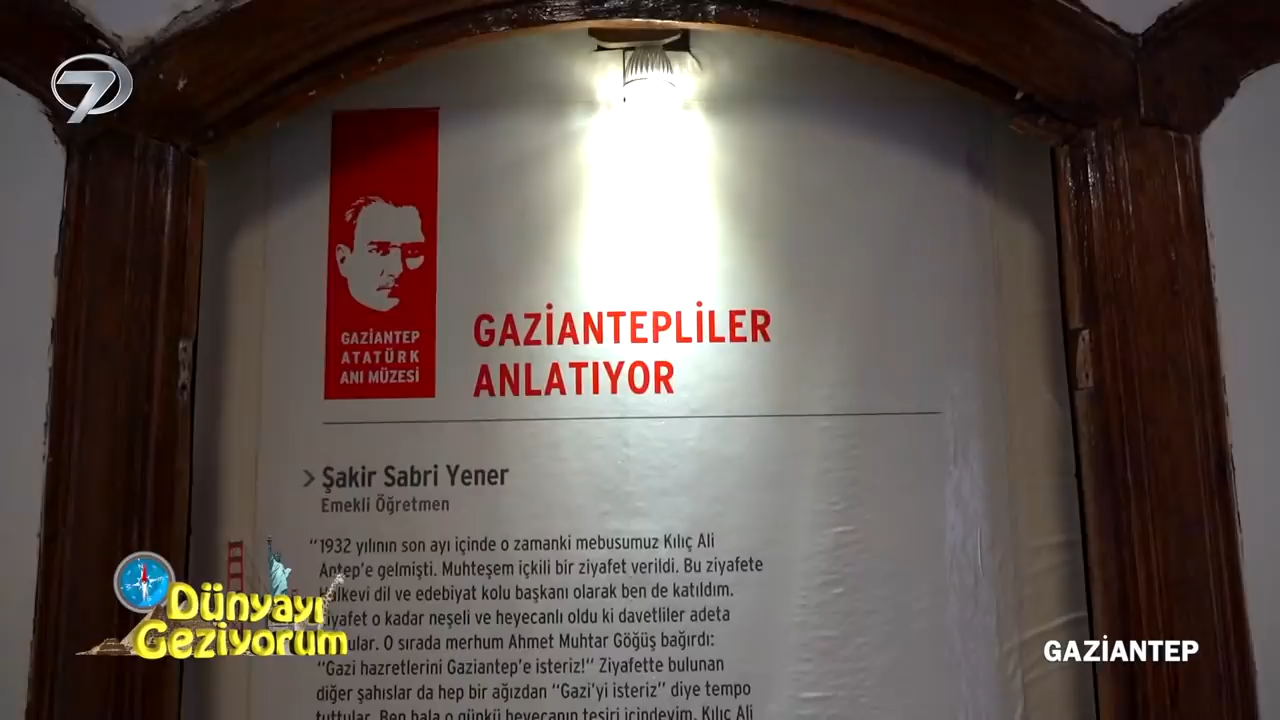 7
GAZİANTEP
ATATÜRK
ANI MÜZESİ
GAZİANTEPLİLER
ANLATIYOR
> Şakir Sabri Yener
Emekli Öğretmen
“1932 yılının son ayı içinde o zamanki mebusumuz Kılıç Ali
Antep'e gelmişti. Muhteşem içkili bir ziyafet verildi. Bu ziyafete
Halkevi dil ve edebiyat kolu başkanı olarak ben de katıldım.
Ziyafet o kadar neşeli ve heyecanlı oldu ki davetliler adeta
O sırada merhum Ahmet Muhtar Göğüş bağırdı:
“Gazi hazretlerini Gaziantep'e isteriz!“ Ziyafette bulunan
diğer şahıslar da hep bir ağızdan “Gazi'yi isteriz” diye tempo
tuttular. Ben hala o günkü heyecanın tesiri içindeyim. Kılıç Ali
Dünyayı
Geziyorum
GAZİANTEP